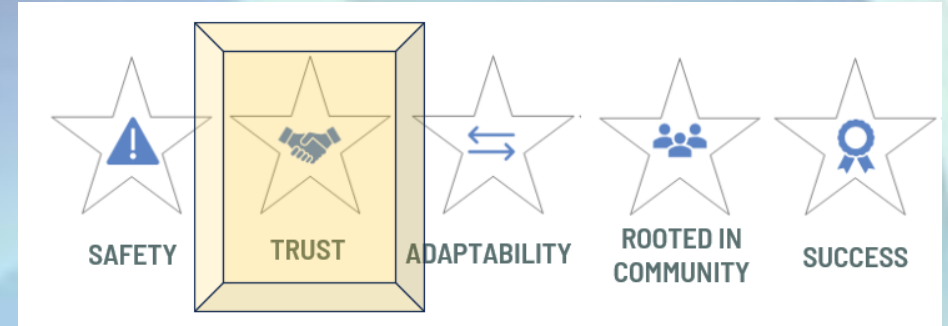 SAFETY
TRUST
ADAPTABILITY
ROOTED IN
COMMUNITY
SUCCESS